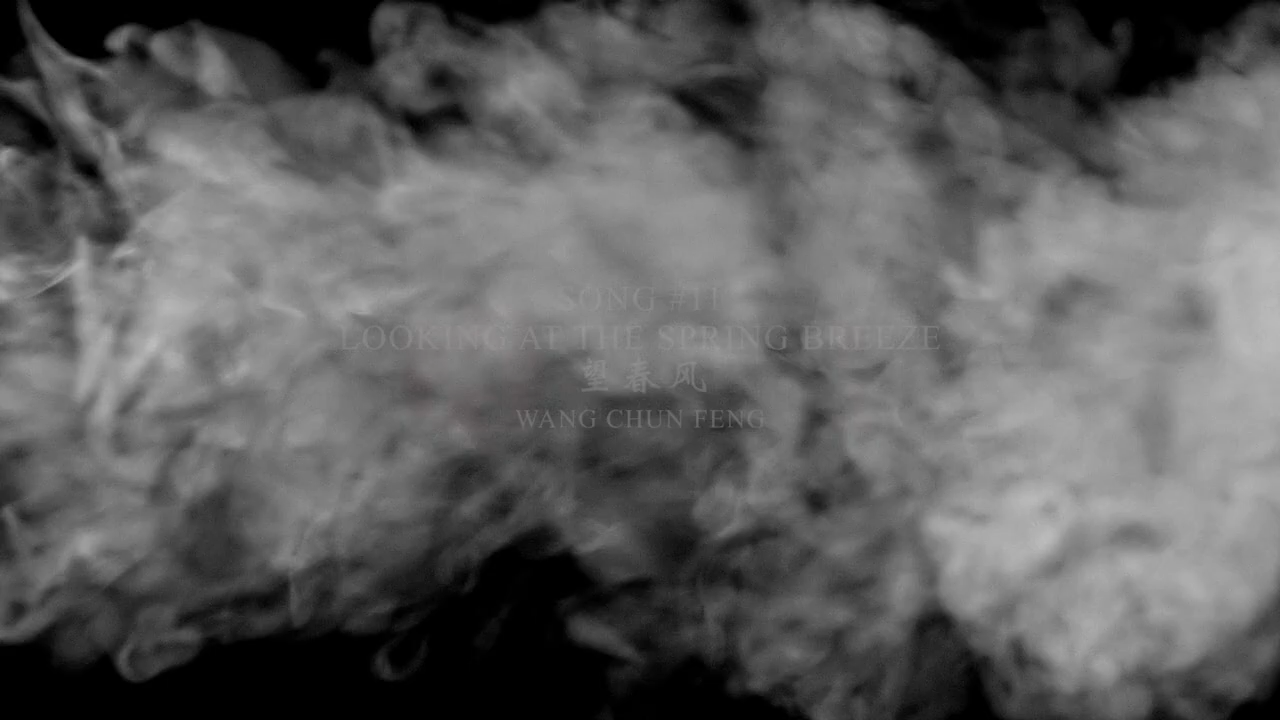 SONG #11
LOOKING AT THE SPRING BREEZE
望春风
WANG CHUN FENG